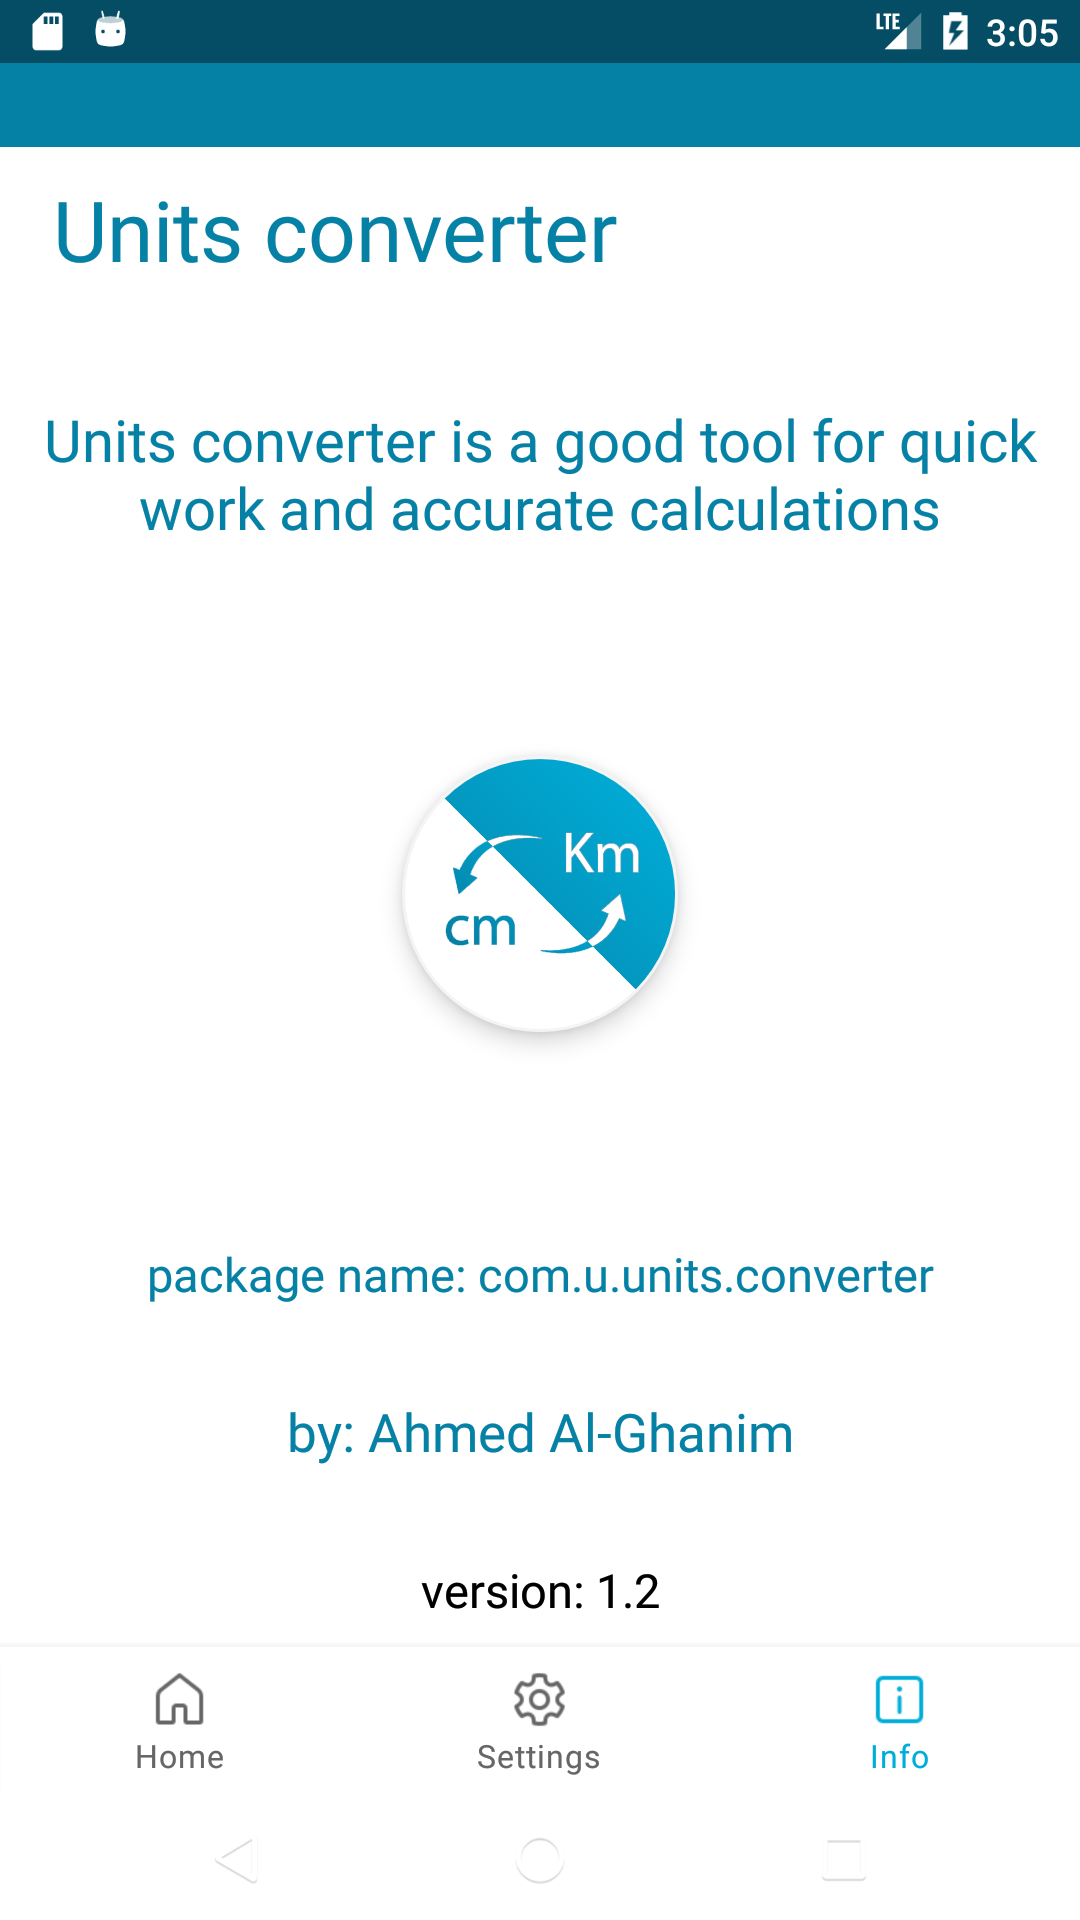 LTE 3:05
Units converter
Units converter is a good tool for quick
work and accurate calculations
Km
cm
package name: com.u.units.converter
by: Ahmed Al-Ghanim
version: 1.2
Home Settings Info